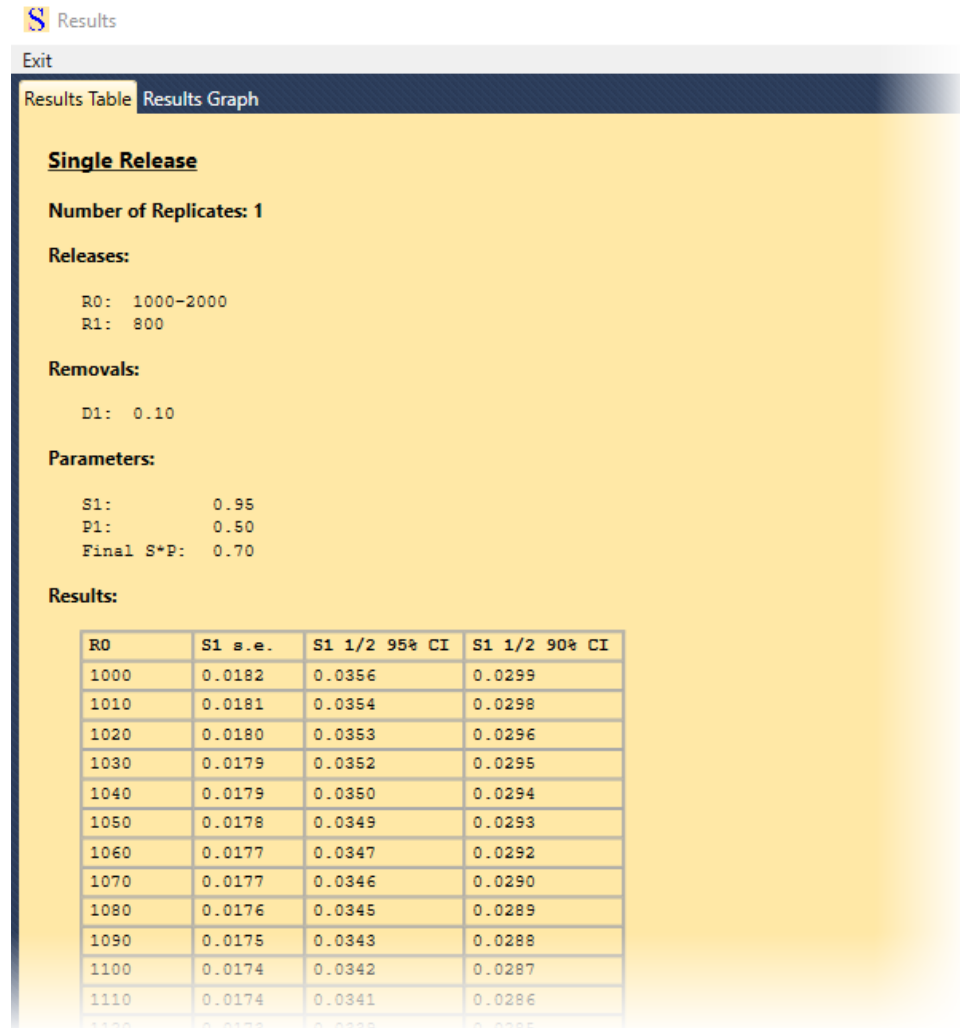 S Results
Exit
Results Table Results Graph
Single Release
Number of Replicates: 1
Releases:
R0: 1000-2000
R1: 800
Removals:
D1: 0.10
Parameters:
S1: 0.95
P1: 0.50
Final S*P: 0.70
Results:
R0 S1 s.e. S1 1/2 95% CI S1 1/2 90% CI
1000 0.0182 0.0356 0.0299
1010 0.0181 0.0354 0.0298
1020 0.0180 0.0353 0.0296
1030 0.0179 0.0352 0.0295
1040 0.0179 0.0350 0.0294
1050 0.0178 0.0349 0.0293
1060 0.0177 0.0347 0.0292
1070 0.0177 0.0346 0.0290
1080 0.0176 0.0345 0.0289
1090 0.0175 0.0343 0.0288
1100 0.0174 0.0342 0.0287
1110 0.0174 0.0341 0.0286